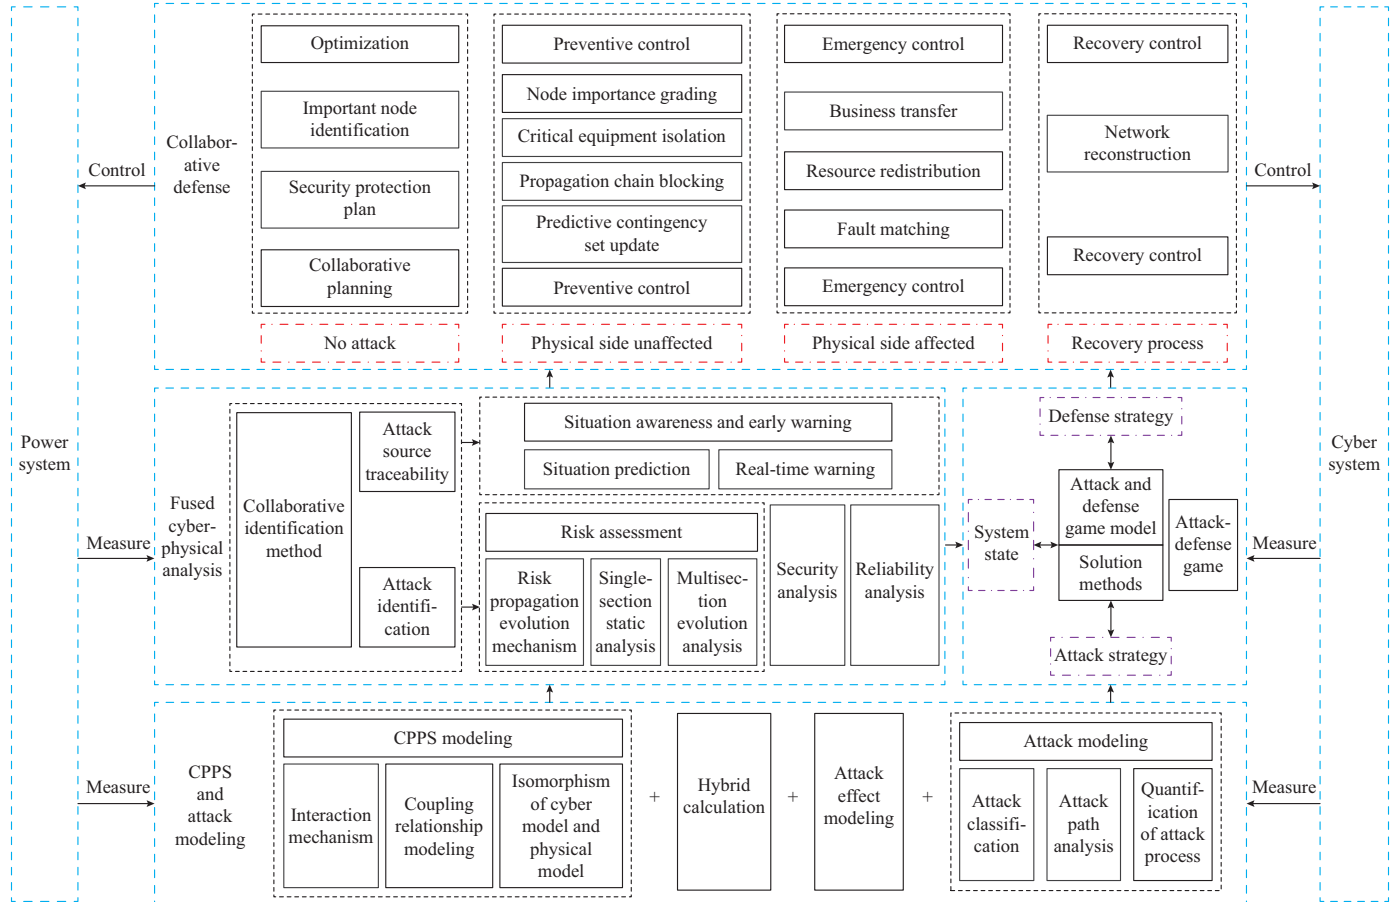 Power
system
Control
Measure
Measure
Collabor-
ative
defense
Optimization
Important node
identification
Security protection
plan
Collaborative
planning
No attack
Preventive control
Node importance grading
Critical equipment isolation
Propagation chain blocking
Predictive contingency
set update
Preventive control
Physical side unaffected
Emergency control
Business transfer
Resource redistribution
Fault matching
Emergency control
Physical side affected
Recovery control
Network
reconstruction
Recovery control
Recovery process
Fused
cyber-
physical
analysis
Collaborative
identification
method
Attack
source
traceability
Attack
identifi-
cation
Situation awareness and early warning
Situation prediction
Real-time warning
Risk assessment
Risk
propagation
evolution
mechanism
Single-
section
static
analysis
Multisec-
tion
evolution
analysis
Security
analysis
Reliability
analysis
Defense strategy
System
state
Attack and
defense
game model
Solution
methods
Attack-
defense
game
Attack strategy
CPPS
and
attack
modeling
CPPS modeling
Interaction
mechanism
Coupling
relationship
modeling
Isomorphism
of cyber
model and
physical
model
+
Hybrid
calculation
+
Attack
effect
modeling
+
Attack modeling
Attack
classifi-
cation
Attack
path
analysis
Quantif-
ication
of attack
process
Control
Measure
Measure
Cyber
system